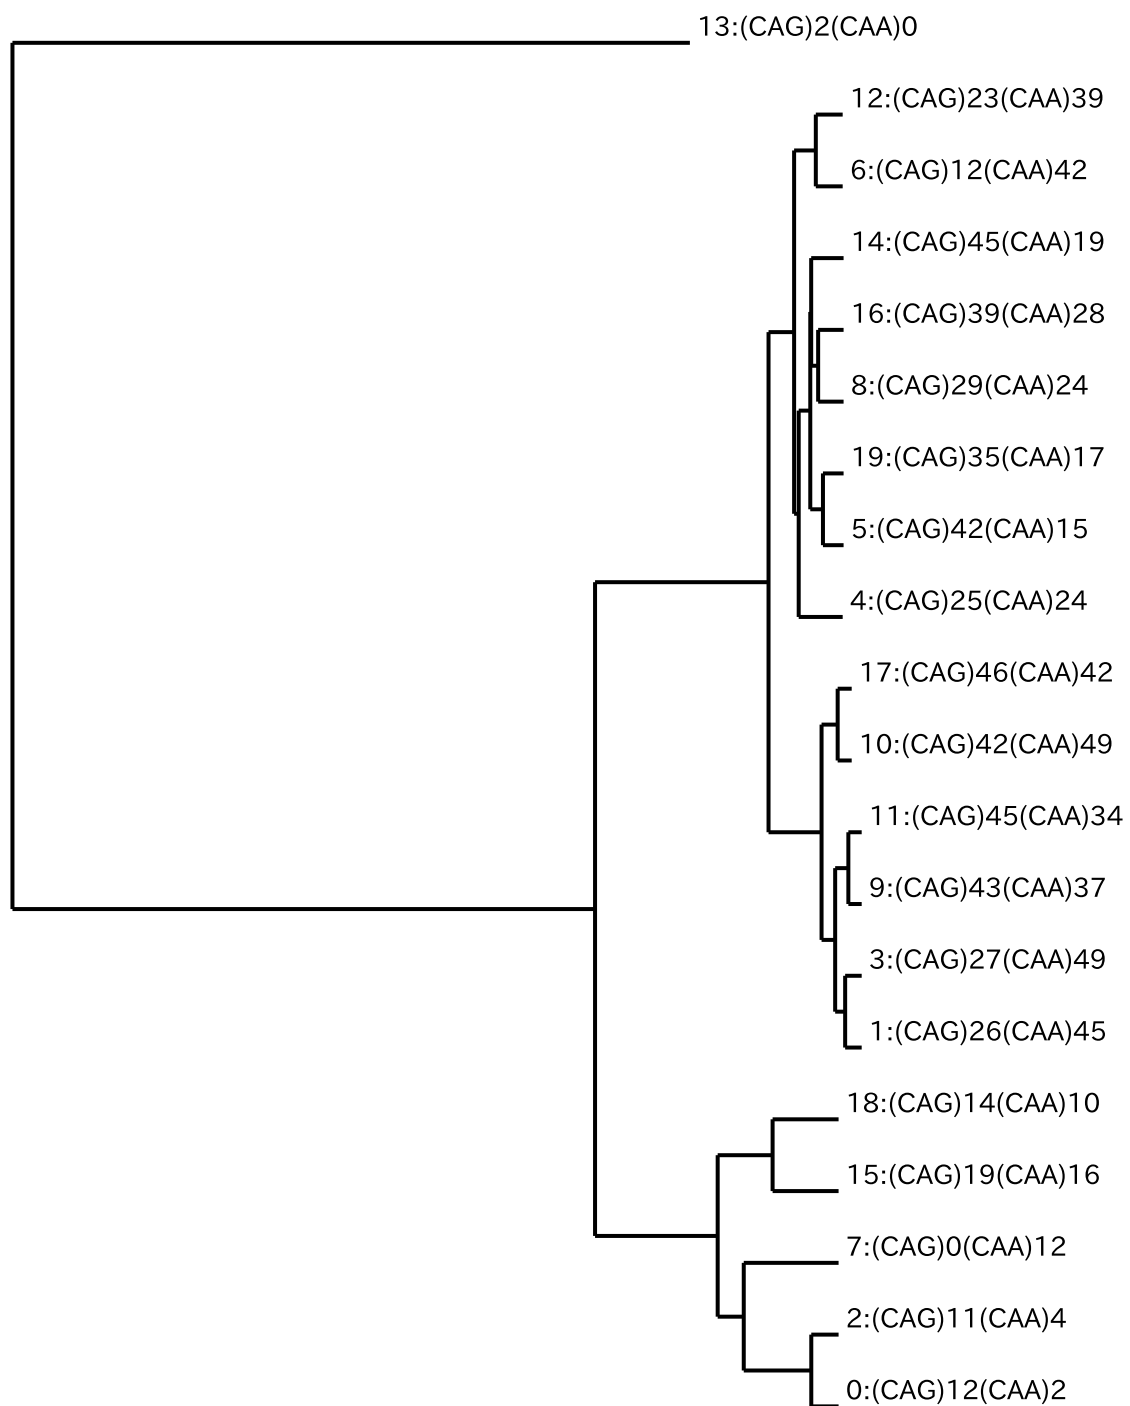 13:(CAG)2(CAA)0
12:(CAG)23(CAA)39
6:(CAG)12(CAA)42
14:(CAG)45(CAA)19
16:(CAG)39(CAA)28
8:(CAG)29(CAA)24
19:(CAG)35(CAA)17
5:(CAG)42(CAA)15
4:(CAG)25(CAA)24
17:(CAG)46(CAA)42
10:(CAG)42(CAA)49
11:(CAG)45(CAA)34
9:(CAG)43(CAA)37
3:(CAG)27(CAA)49
1:(CAG)26(CAA)45
18:(CAG)14(CAA)10
15:(CAG)19(CAA)16
7:(CAG)0(CAA)12
2:(CAG)11(CAA)4
0:(CAG)12(CAA)2